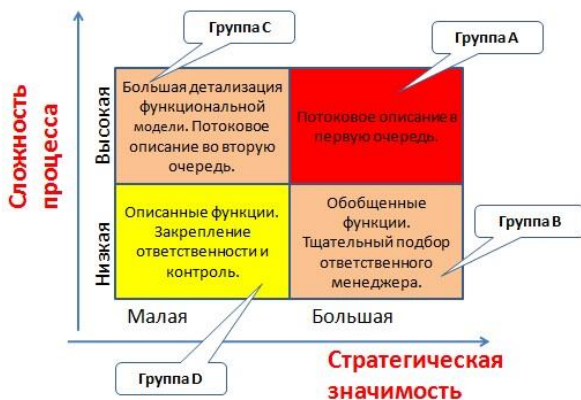 Группа C
Группа А
Сложность
процесса
Высокая
Низкая
Большая детализация
функциональной
модели. Потоковое
описание во вторую
очередь.
Потоковое описание в
первую очередь.
Описанные функции.
Закрепление
ответственности и
контроль.
Обобщенные
функции.
Тщательный подбор
ответственного
менеджера.
Группа В
Малая
Большая
Группа D
Стратегическая
значимость